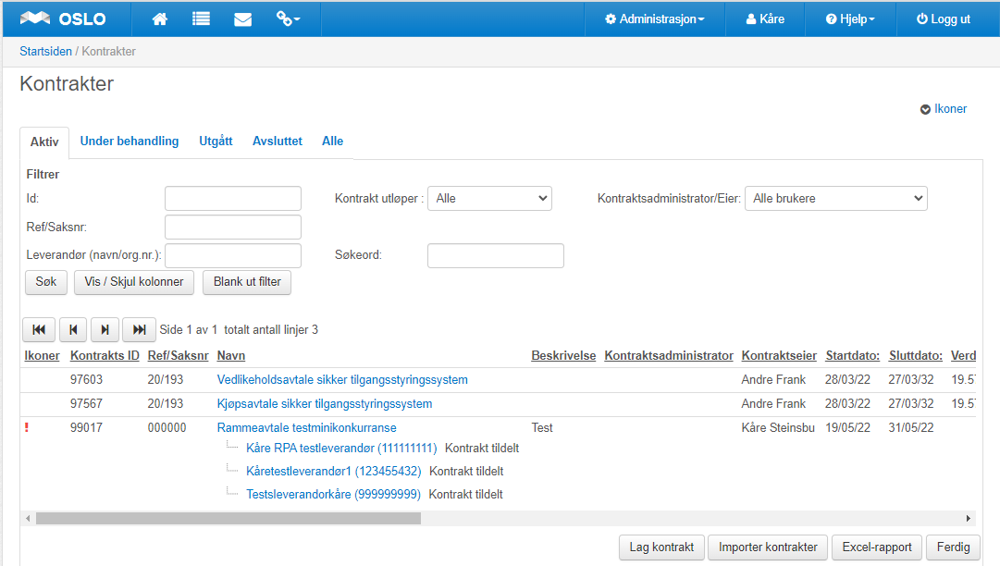 OSLO Administrasjon Kåre Hjelp Logg ut
Startsiden / Kontrakter
Kontrakter
Ikoner
Aktiv Under behandling Utgått Avsluttet Alle
Filtrer
Id: Kontrakt utløper : Alle Kontraktsadministrator/Eier: Alle brukere
Ref/Saksnr:
Leverandør (navn/org.nr.): Søkeord:
Søk Vis / Skjul kolonner Blank ut filter
Side 1 av 1 totalt antall linjer 3
Ikoner Kontrakts ID Ref/Saksnr Navn Beskrivelse Kontraktsadministrator Kontraktseier Startdato: Sluttdato: Verd
97603 20/193 Vedlikeholdsavtale sikker tilgangsstyringssystem Andre Frank 28/03/22 27/03/32 19.5
97567 20/193 Kjøpsavtale sikker tilgangsstyringssystem Andre Frank 28/03/22 27/03/32 19.5
! 99017 000000 Rammeavtale testminikonkurranse Test Kåre Steinsbu 19/05/22 31/05/22
Kåre RPA testleverandør (111111111) Kontrakt tildelt
Kåretestleverandør1 (123455432) Kontrakt tildelt
Testsleverandorkåre (999999999) Kontrakt tildelt
Lag kontrakt Importer kontrakter Excel-rapport Ferdig